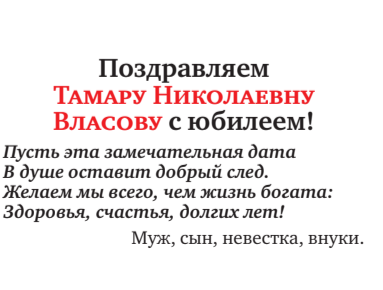 Поздравляем
Тамару Николаевну
Власову с юбилеем!
Пусть эта замечательная дата
В душе оставит добрый след.
Желаем мы всего, чем жизнь богата:
Здоровья, счастья, долгих лет!
Муж, сын, невестка, внуки.